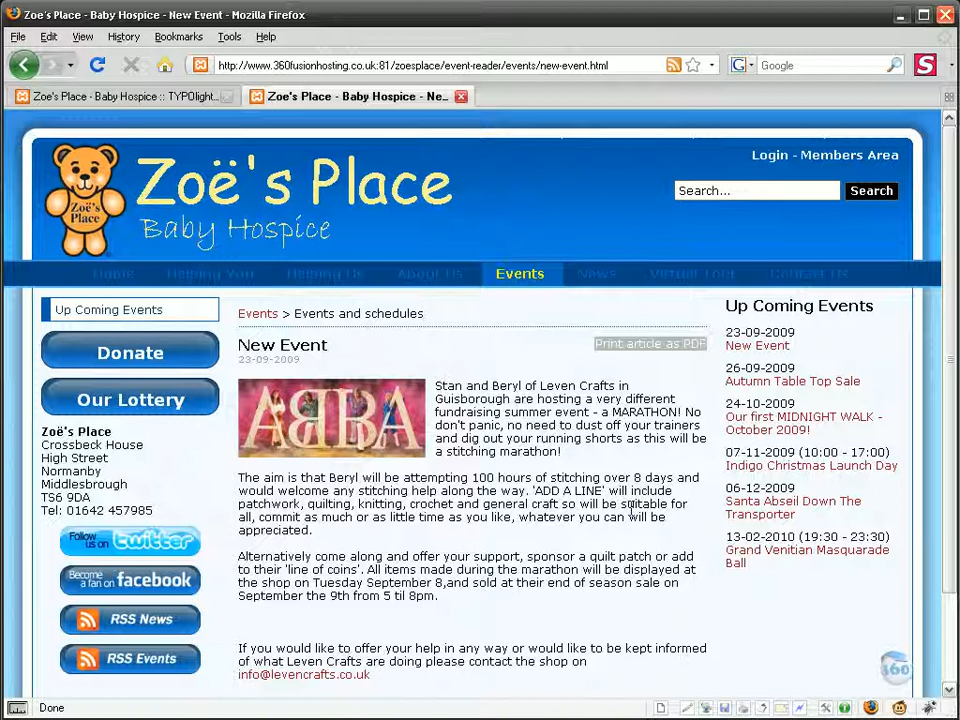 Zoe's Place - Baby Hospice - New Event - Mozilla Firefox
File Edit View History Bookmarks Tools Help
http://www.360fusionhosting.co.uk:81/zoesplace/event-reader/events/new-event.html
G Google
S
Zoe's Place - Baby Hospice :: TYPOlight...
Zoe's Place - Baby Hospice - Ne...
Zoë's Place
Zoë's Place
Baby Hospice
Login - Members Area
Search...
Search
Home Helping You Helping Us About Us Events News Virtual Tour Contact Us
Up Coming Events
Donate
Our Lottery
Zoë's Place
Crossbeck House
High Street
Normanby
Middlesbrough
TS6 9DA
Tel: 01642 457985
Follow us on twitter
Become a fan on facebook
RSS News
RSS Events
Events > Events and schedules
New Event
Print article as PDF
23-09-2009
ABBA
Stan and Beryl of Leven Crafts in
Guisborough are hosting a very different
fundraising summer event - a MARATHON! No
don't panic, no need to dust off your trainers
and dig out your running shorts as this will be
a stitching marathon!
The aim is that Beryl will be attempting 100 hours of stitching over 8 days and
would welcome any stitching help along the way. 'ADD A LINE' will include
patchwork, quilting, knitting, crochet and general craft so will be suitable for
all, commit as much or as little time as you like, whatever you can will be
appreciated.
Alternatively come along and offer your support, sponsor a quilt patch or add
to their 'line of coins'. All items made during the marathon will be displayed at
the shop on Tuesday September 8,and sold at their end of season sale on
September the 9th from 5 til 8pm.
If you would like to offer your help in any way or would like to be kept informed
of what Leven Crafts are doing please contact the shop on
info@levencrafts.co.uk
Up Coming Events
23-09-2009
New Event
26-09-2009
Autumn Table Top Sale
24-10-2009
Our first MIDNIGHT WALK -
October 2009!
07-11-2009 (10:00 - 17:00)
Indigo Christmas Launch Day
06-12-2009
Santa Abseil Down The
Transporter
13-02-2010 (19:30 - 23:30)
Grand Venitian Masquerade
Ball
360
Done